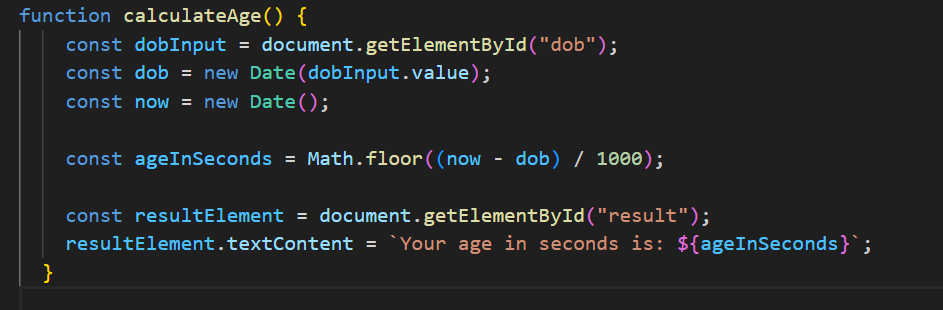 function calculateAge() {
const dobInput = document.getElementById("dob");
const dob = new Date(dobInput.value);
const now = new Date();
const ageInSeconds = Math.floor((now - dob) / 1000);
const resultElement = document.getElementById("result");
resultElement.textContent = `Your age in seconds is: ${ageInSeconds}`;
}